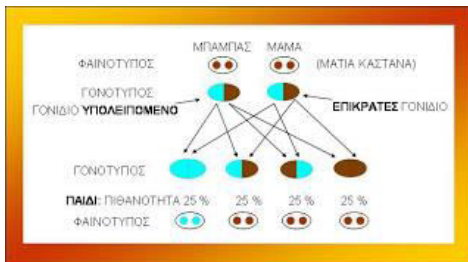 ΜΠΑΜΠΑΣ ΜΑΜΑ
ΦΑΙΝΟΤΥΠΟΣ (ΜΑΤΙΑ ΚΑΣΤΑΝΑ)
ΓΟΝΟΤΥΠΟΣ
ΓΟΝΙΔΙΟ ΥΠΟΛΕΙΠΟΜΕΝΟ ΕΠΙΚΡΑΤΕΣ ΓΟΝΙΔΙΟ
ΓΟΝΟΤΥΠΟΣ
ΠΑΙΔΙ: ΠΙΘΑΝΟΤΗΤΑ 25 % 25 % 25 % 25 %
ΦΑΙΝΟΤΥΠΟΣ